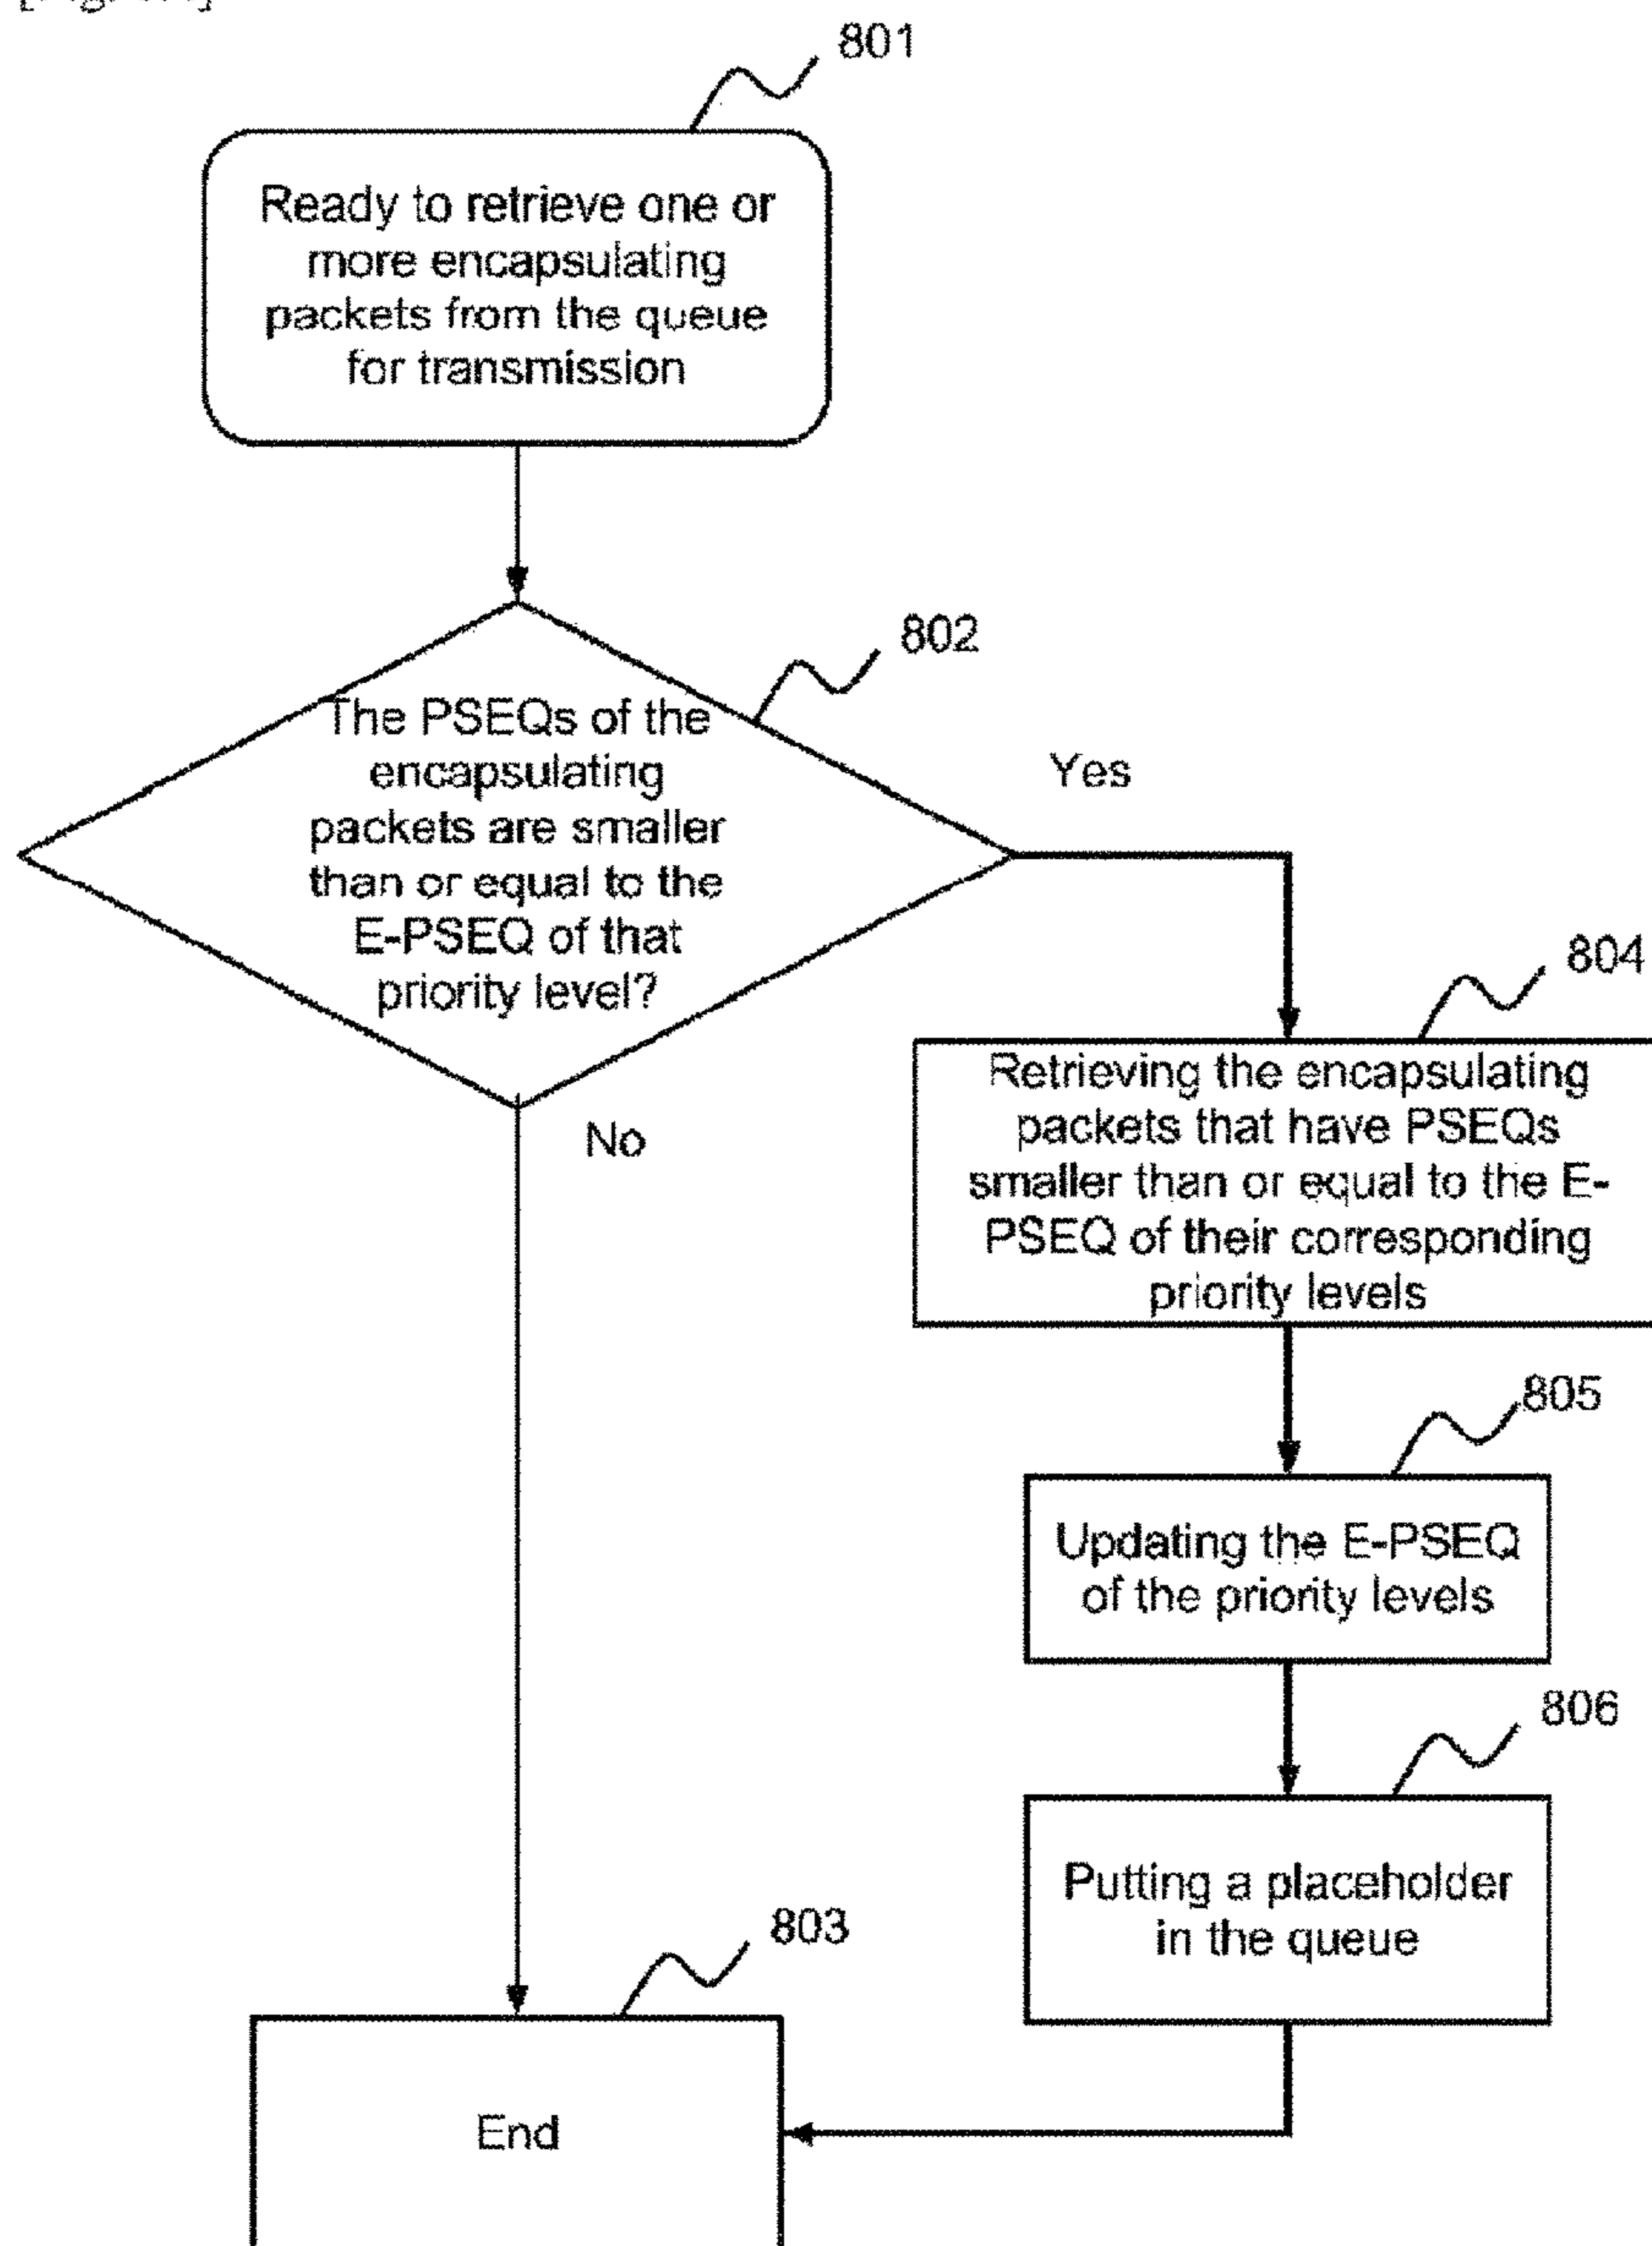 801
Ready to retrieve one or
more encapsulating
packets from the queue
for transmission
802
The PSEQs of the
encapsulating
packets are smaller
than or equal to the
E-PSEQ of that
priority level?
Yes
No
804
Retrieving the encapsulating
packets that have PSEQs
smaller than or equal to the E-
PSEQ of their corresponding
priority levels
805
Updating the E-PSEQ
of the priority levels
806
Putting a placeholder
in the queue
803
End